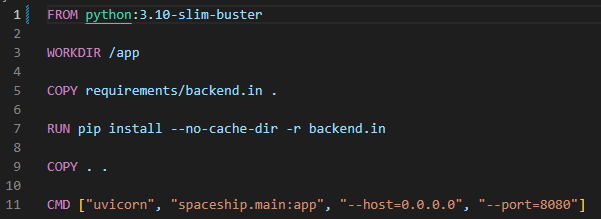 1 FROM python:3.10-slim-buster
2
3 WORKDIR /app
4
5 COPY requirements/backend.in .
6
7 RUN pip install --no-cache-dir -r backend.in
8
9 COPY . .
10
11 CMD ["uvicorn", "spaceship.main:app", "--host=0.0.0.0", "--port=8080"]